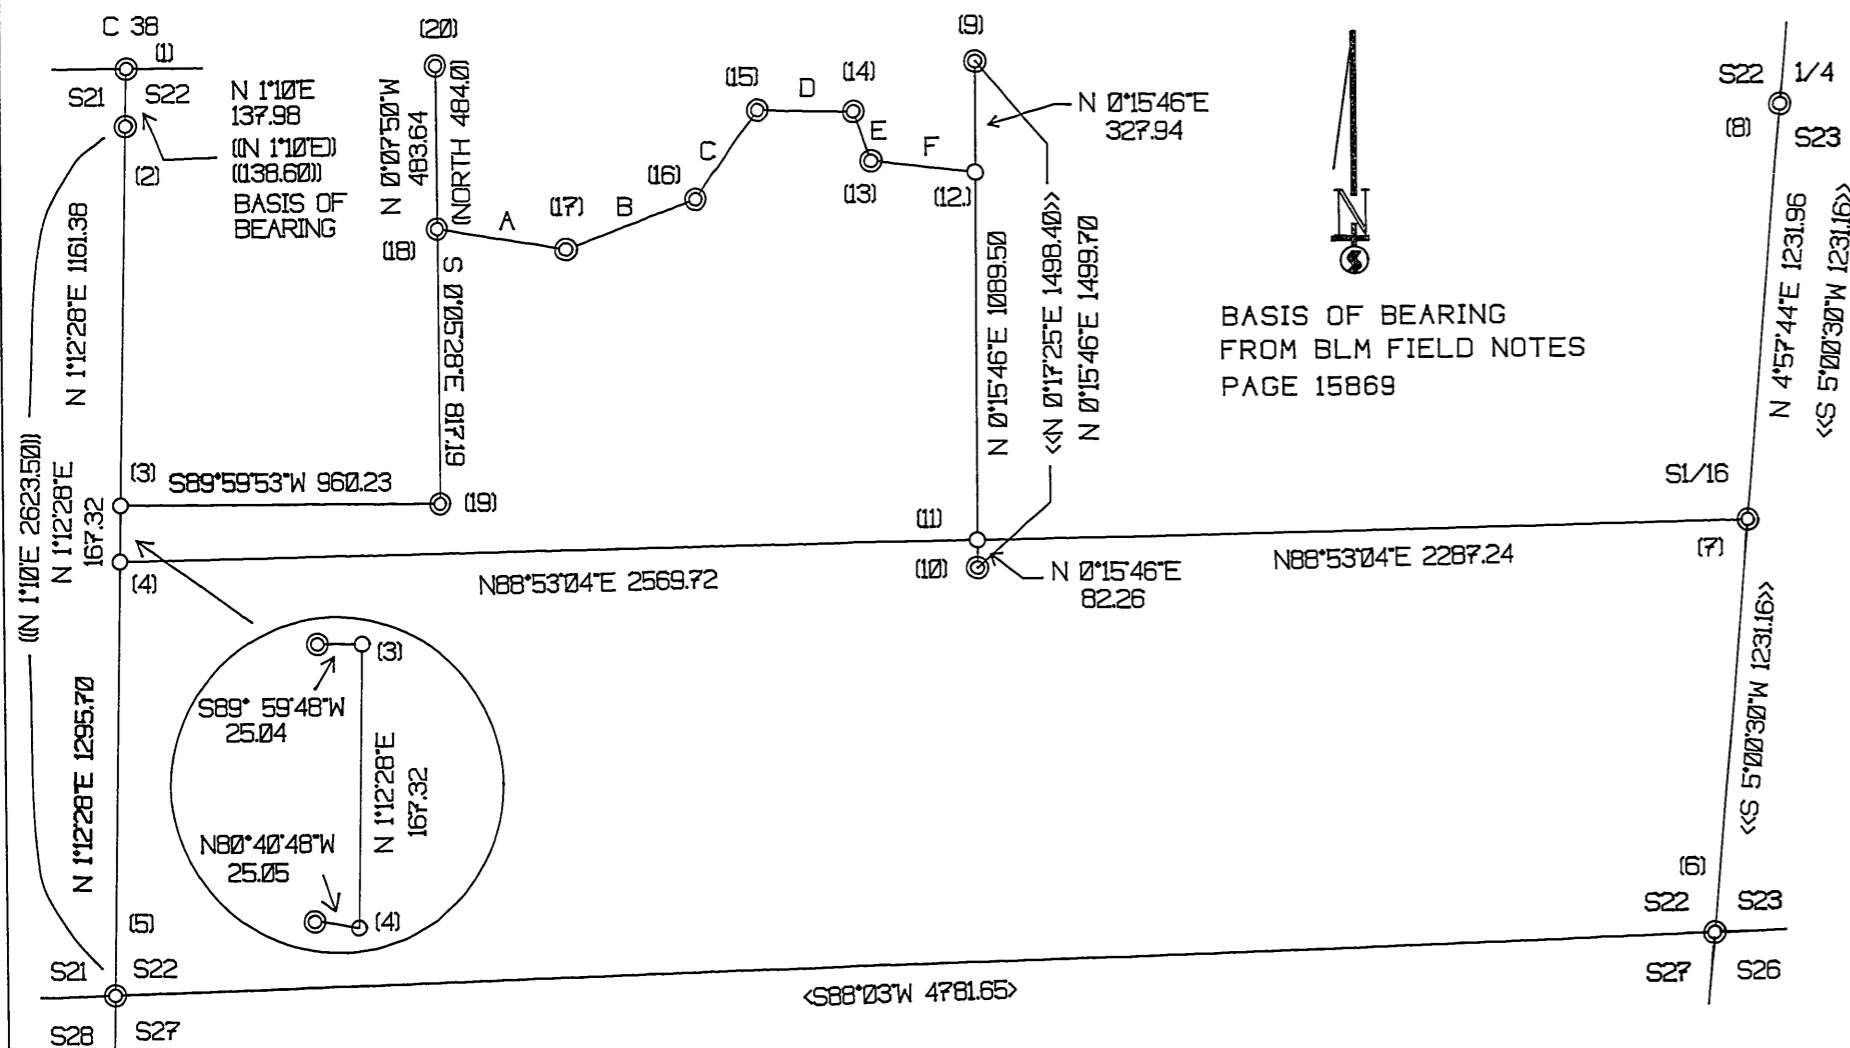 C 38
(1)
S21
S22
N 1°10'E
137.98
((N 1°10'E))
((138.60))
BASIS OF
BEARING
(2)
N 1°12'28"E 1161.38
((N 1°10'E 2623.50))
(20)
N 0°07'50"W
483.64
(NORTH 484.0)
(18)
A
(17)
B
(16)
C
(15)
D
(14)
E
(13)
F
(12.)
(9)
N 0°15'46"E
327.94
S 0°05'28"E 817.19
N 0°15'46"E 1089.50
<<N 0°17'25"E 1498.40>>
N 0°15'46"E 1499.70
BASIS OF BEARING
FROM BLM FIELD NOTES
PAGE 15869
N
S
S22
1/4
(8)
S23
N 4°57'44"E 1231.96
<<S 5°00'30"W 1231.16>>
(3)
S89°59'53"W 960.23
(19)
N 1°12'28"E
167.32
(4)
N88°53'04"E 2569.72
(11)
(10)
N 0°15'46"E
82.26
N88°53'04"E 2287.24
S1/16
(7)
<<S 5°00'30"W 1231.16>>
(3)
S89° 59'48"W
25.04
N 1°12'28"E
167.32
N80°40'48"W
25.05
(4)
N 1°12'28"E 1295.70
(5)
S21
S22
S28
S27
<S88°03'W 4781.65>
(6)
S22
S23
S27
S26